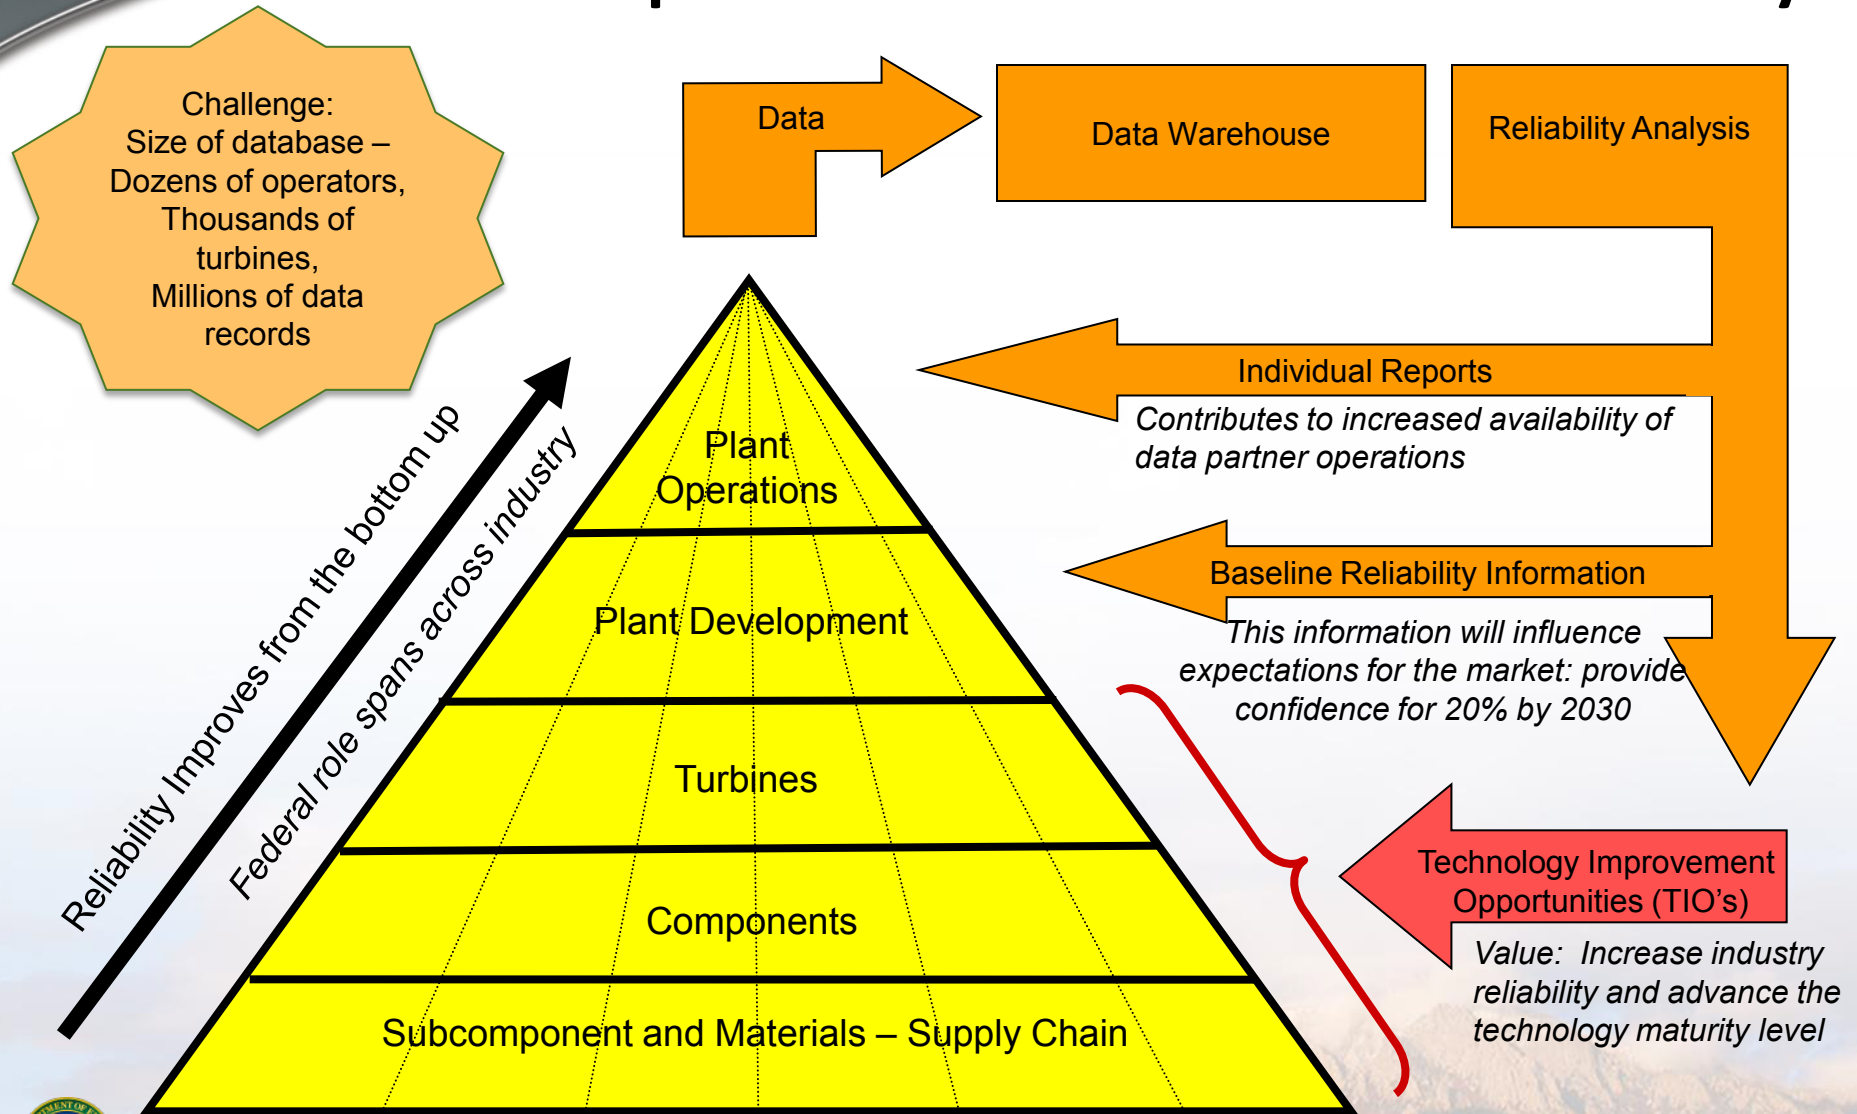 Challenge:
Size of database –
Dozens of operators,
Thousands of
turbines,
Millions of data
records
Data
Data Warehouse
Reliability Analysis
Individual Reports
Contributes to increased availability of
data partner operations
Baseline Reliability Information
This information will influence
expectations for the market: provide
confidence for 20% by 2030
Technology Improvement
Opportunities (TIO's)
Value:  Increase industry
reliability and advance the
technology maturity level
Reliability Improves from the bottom up
Federal role spans across industry
Plant
Operations
Plant Development
Turbines
Components
Subcomponent and Materials – Supply Chain